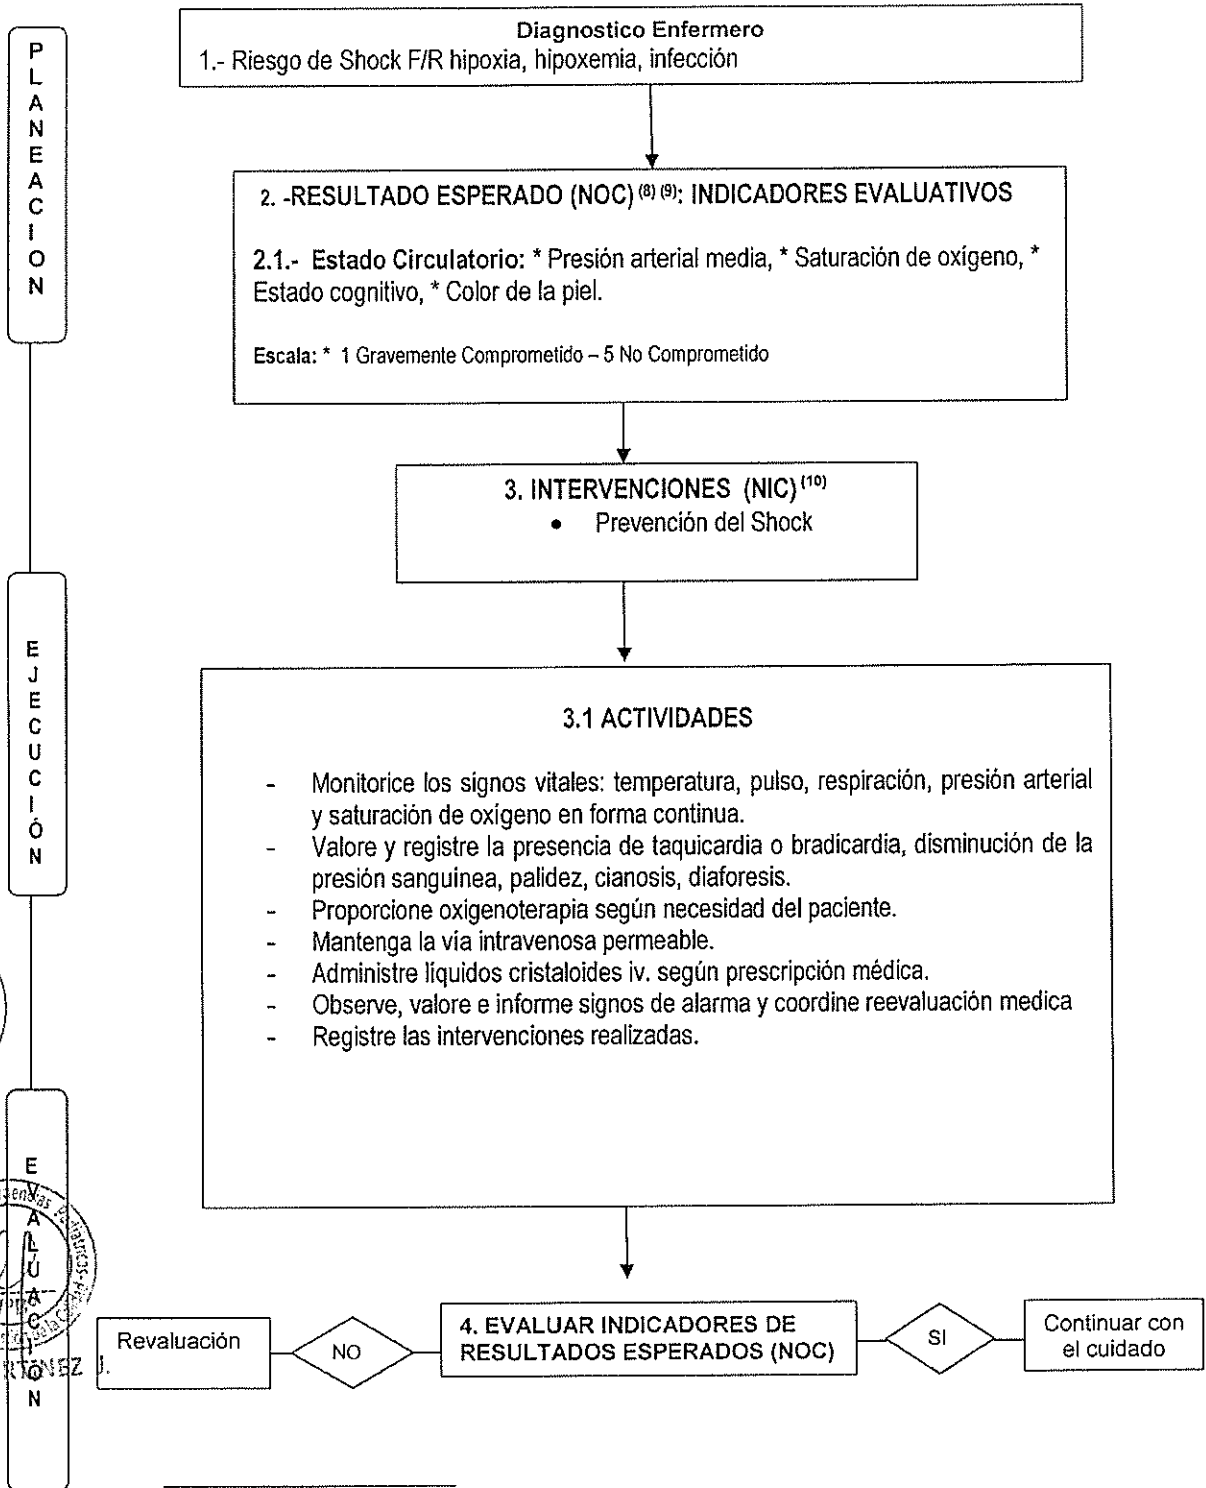 PLANEACION
Diagnostico Enfermero
1.- Riesgo de Shock F/R hipoxia, hipoxemia, infección
2. -RESULTADO ESPERADO (NOC) (8) (9): INDICADORES EVALUATIVOS
2.1.- Estado Circulatorio: * Presión arterial media, * Saturación de oxígeno, *
Estado cognitivo, * Color de la piel.
Escala: * 1 Gravemente Comprometido – 5 No Comprometido
3. INTERVENCIONES (NIC) (10)
• Prevención del Shock
EJECUCIÓN
3.1 ACTIVIDADES
- Monitorice los signos vitales: temperatura, pulso, respiración, presión arterial
y saturación de oxígeno en forma continua.
- Valore y registre la presencia de taquicardia o bradicardia, disminución de la
presión sanguinea, palidez, cianosis, diaforesis.
- Proporcione oxigenoterapia según necesidad del paciente.
- Mantenga la vía intravenosa permeable.
- Administre líquidos cristaloides iv. según prescripción médica.
- Observe, valore e informe signos de alarma y coordine reevaluación medica
- Registre las intervenciones realizadas.
EVALUACION
Revaluación
NO
4. EVALUAR INDICADORES DE
RESULTADOS ESPERADOS (NOC)
SI
Continuar con
el cuidado